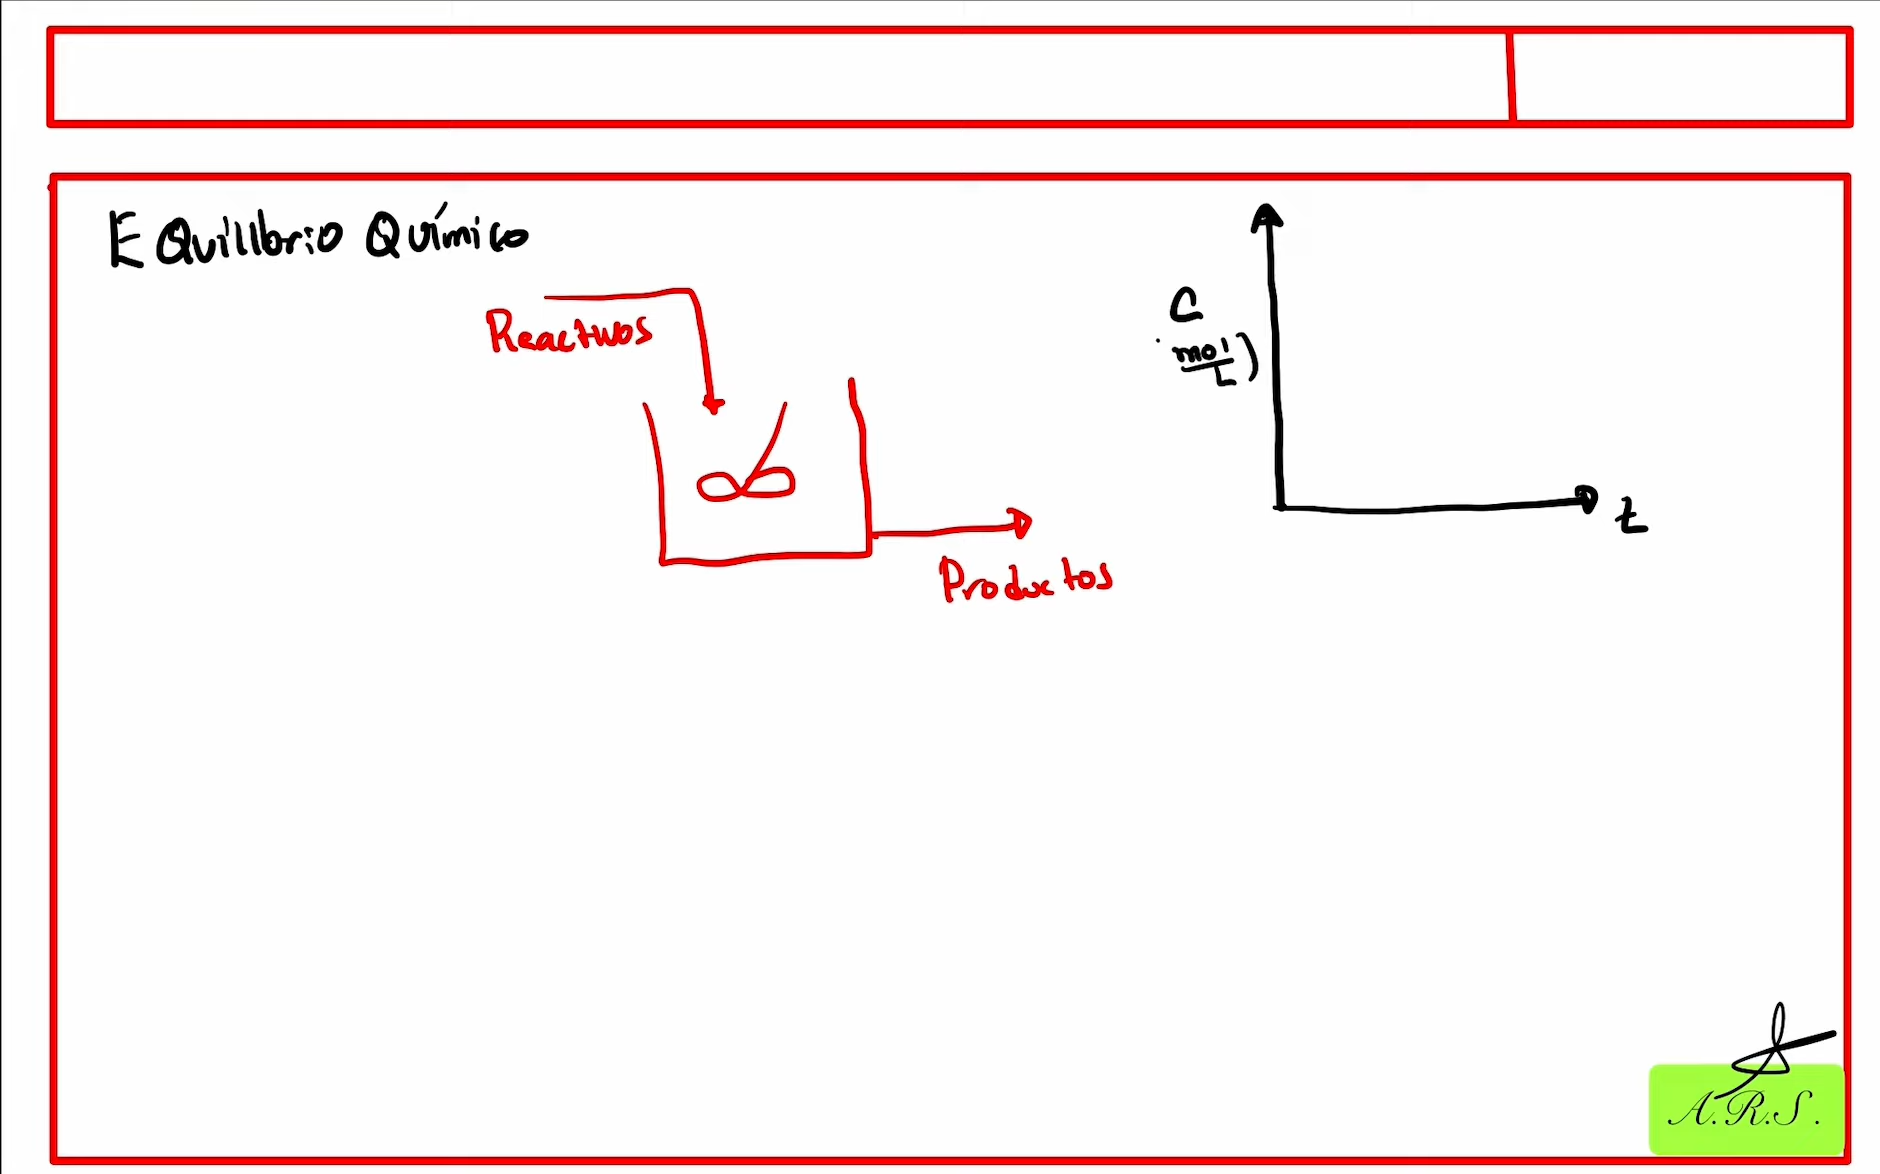 Equilibrio Químico
Reactivos
Productos
C
mol
L)
t
A.R.S.